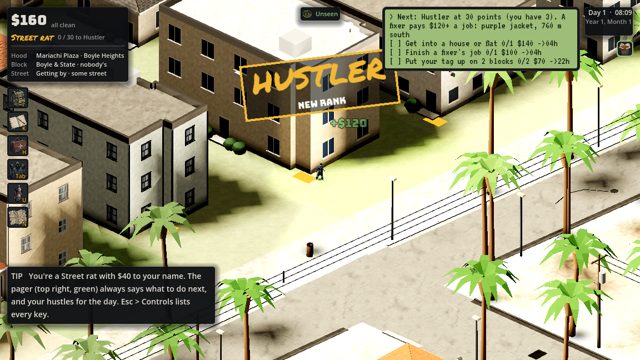 $160 all clean
STREET RAT 0 / 30 to Hustler
Hood Mariachi Plaza · Boyle Heights
Block Boyle & State · nobody's
Street Getting by · some street
H
Tab
U
Unseen
> Next: Hustler at 30 points (you have 2). A
fixer pays $120+ a job: purple jacket, 760 m
south
[ ] Get into a house or flat 0/1 $140 ->04h
[ ] Finish a fixer's job 0/1 $100 ->04h
[ ] Put your tag up on 2 blocks 0/2 $70 ->22h
Day 1 · 08:09
Year 1, Month 1
HUSTLER
NEW RANK
+$120
TIP You're a Street rat with $40 to your name. The
pager (top right, green) always says what to do next,
and your hustles for the day. Esc > Controls lists
every key.